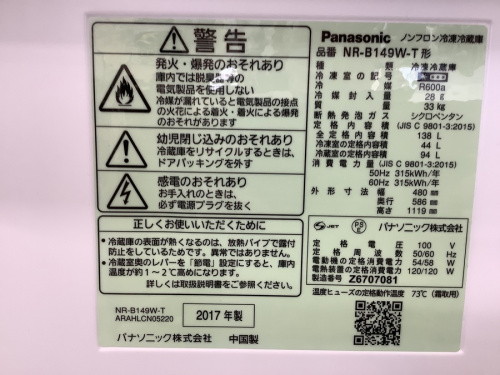 警告
発火・爆発のおそれあり
庫内では脱臭器等の
電気製品を使用しない
冷媒が漏れていると電気製品の接点
の火花による着火・着火による爆発
のおそれあり
幼児閉じ込みのおそれあり
冷蔵庫をリサイクルするときは、
ドアパッキングを外す
感電のおそれあり
お手入れのときは、
必ず電源プラグを抜く
正しくお使いいただくために
●冷蔵庫の表面が熱くなるのは、放熱パイプで露付
防止をしているためです。異常ではありません。
●冷蔵室奥のレバーを「節電」設定にすると、庫内
温度が約1~2℃高めになります。
詳しくは取扱説明書をお読みください。
NR-B149W-T
ARAHLCN05220
2017年製
パナソニック株式会社 中国製
Panasonic ノンフロン冷凍冷蔵庫
品番 NR-B149W-T形
種類 冷凍冷蔵庫
冷凍室の記号
冷媒 R600a
冷媒封入量 28g
質量 33kg
断熱発泡ガス シクロペンタン
定格内容積 (JIS C 9801-3:2015)
全定格内容積 138 L
冷凍室の定格内容積 44 L
冷蔵室の定格内容積 94 L
消費電力量 (JIS C 9801-3:2015)
50Hz 315kWh/年
60Hz 315kWh/年
外形寸法 幅 480 mm
奥行 586 mm
高さ 1119 mm
JET PSE パナソニック株式会社
定格電圧 100 V
定格周波数 50/60 Hz
電動機の定格消費電力 54/58 W
電熱装置の定格消費電力 120/120 W
製造番号 Z6707081
温度ヒューズの定格動作温度 73℃(霜取用)